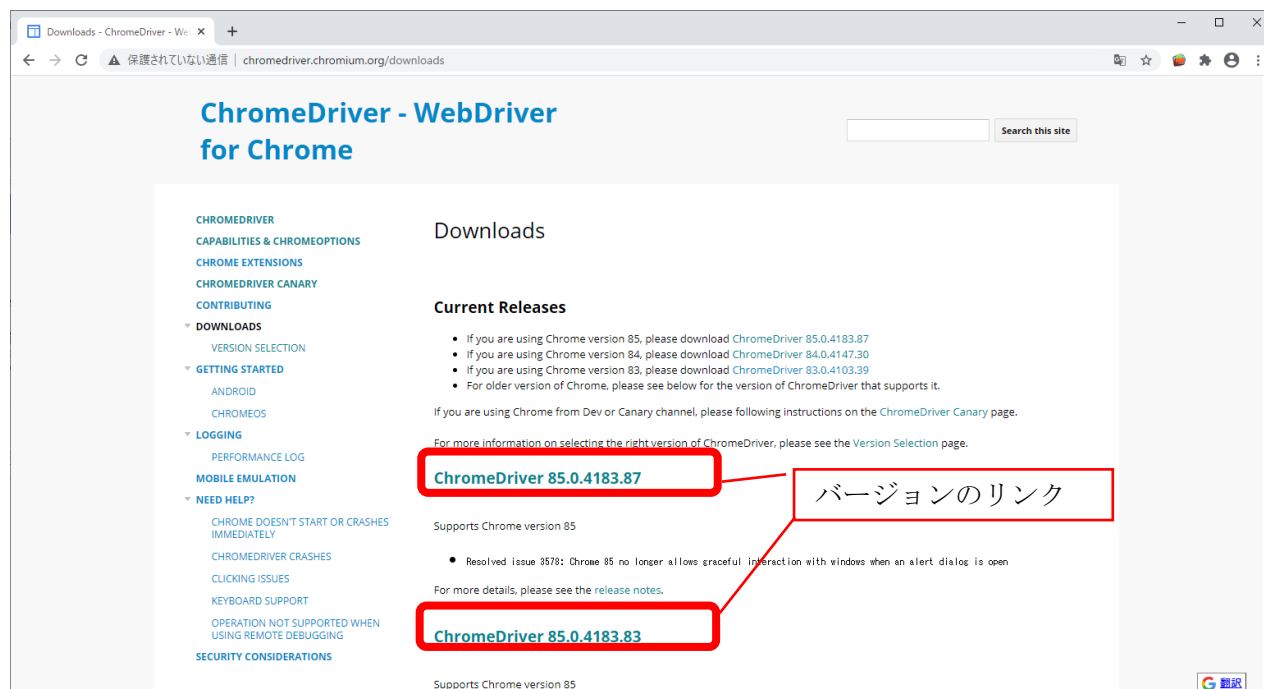 Downloads - ChromeDriver - We
保護されていない通信 | chromedriver.chromium.org/downloads
ChromeDriver - WebDriver
for Chrome
Search this site
CHROMEDRIVER
CAPABILITIES & CHROMEOPTIONS
CHROME EXTENSIONS
CHROMEDRIVER CANARY
CONTRIBUTING
DOWNLOADS
VERSION SELECTION
GETTING STARTED
ANDROID
CHROMEOS
LOGGING
PERFORMANCE LOG
MOBILE EMULATION
NEED HELP?
CHROME DOESN'T START OR CRASHES
IMMEDIATELY
CHROMEDRIVER CRASHES
CLICKING ISSUES
KEYBOARD SUPPORT
OPERATION NOT SUPPORTED WHEN
USING REMOTE DEBUGGING
SECURITY CONSIDERATIONS
Downloads
Current Releases
If you are using Chrome version 85, please download ChromeDriver 85.0.4183.87
If you are using Chrome version 84, please download ChromeDriver 84.0.4147.30
If you are using Chrome version 83, please download ChromeDriver 83.0.4103.39
For older version of Chrome, please see below for the version of ChromeDriver that supports it.
If you are using Chrome from Dev or Canary channel, please following instructions on the ChromeDriver Canary page.
For more information on selecting the right version of ChromeDriver, please see the Version Selection page.
ChromeDriver 85.0.4183.87
バージョンのリンク
Supports Chrome version 85
Resolved issue 3578: Chrome 85 no longer allows graceful interaction with windows when an alert dialog is open
For more details, please see the release notes.
ChromeDriver 85.0.4183.83
Supports Chrome version 85
G 翻訳